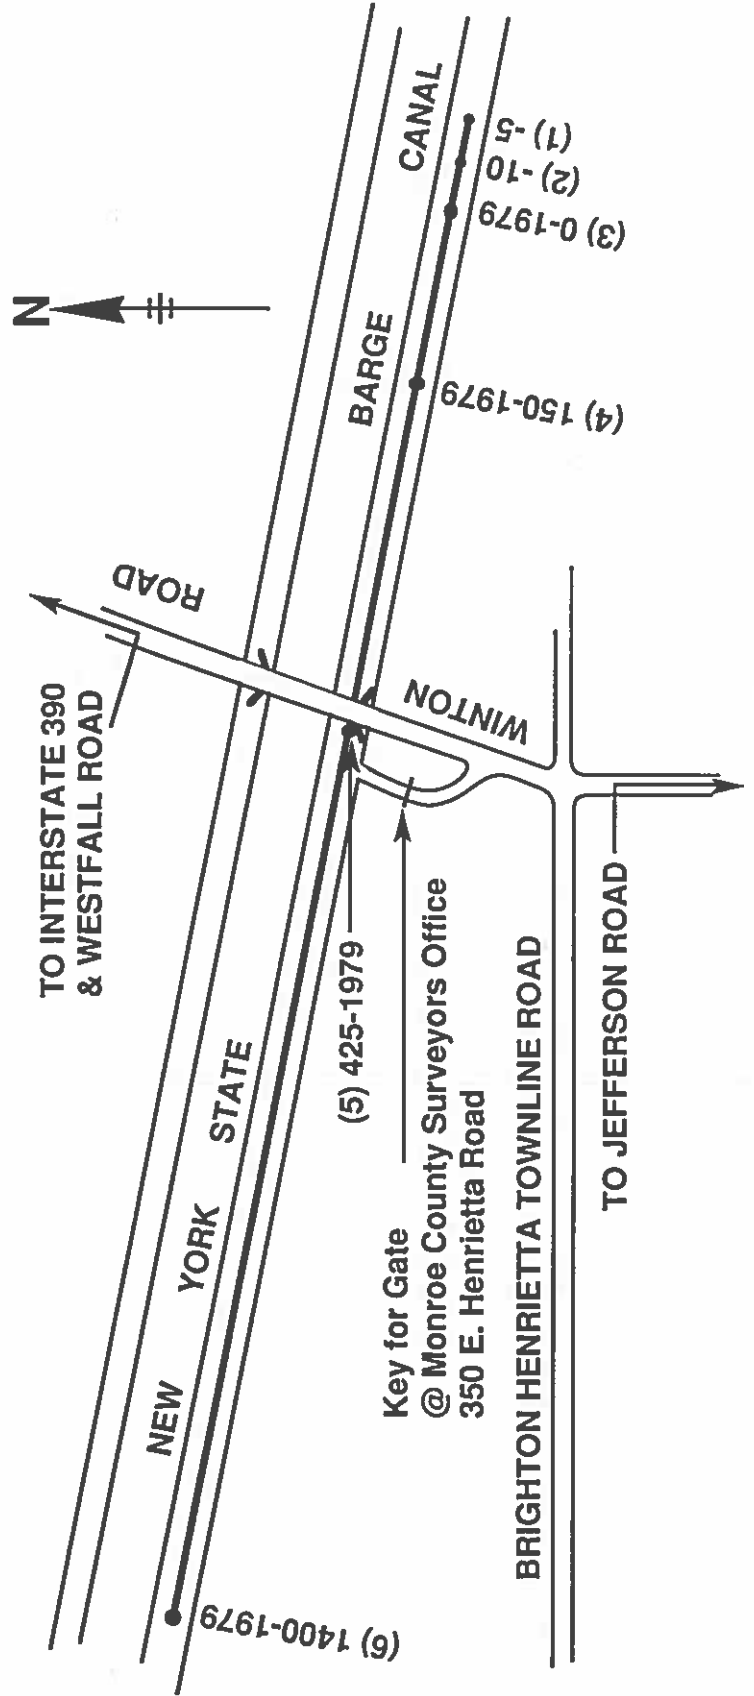 N
TO INTERSTATE 390
& WESTFALL ROAD
ROAD
WINTON
NEW YORK STATE BARGE CANAL
(1) -5
(2) -10
(3) 0-1979
(4) 150-1979
(5) 425-1979
(6) 1400-1979
Key for Gate
@ Monroe County Surveyors Office
350 E. Henrietta Road
BRIGHTON HENRIETTA TOWNLINE ROAD
TO JEFFERSON ROAD